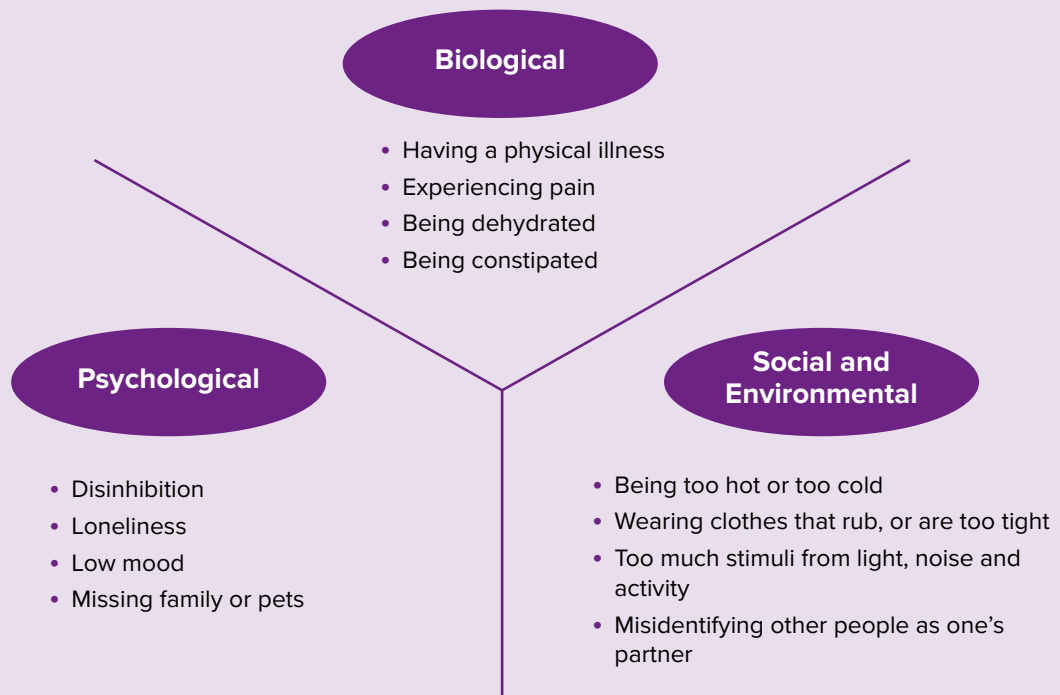 Biological
• Having a physical illness
• Experiencing pain
• Being dehydrated
• Being constipated
Psychological
• Disinhibition
• Loneliness
• Low mood
• Missing family or pets
Social and
Environmental
• Being too hot or too cold
• Wearing clothes that rub, or are too tight
• Too much stimuli from light, noise and
activity
• Misidentifying other people as one’s
partner